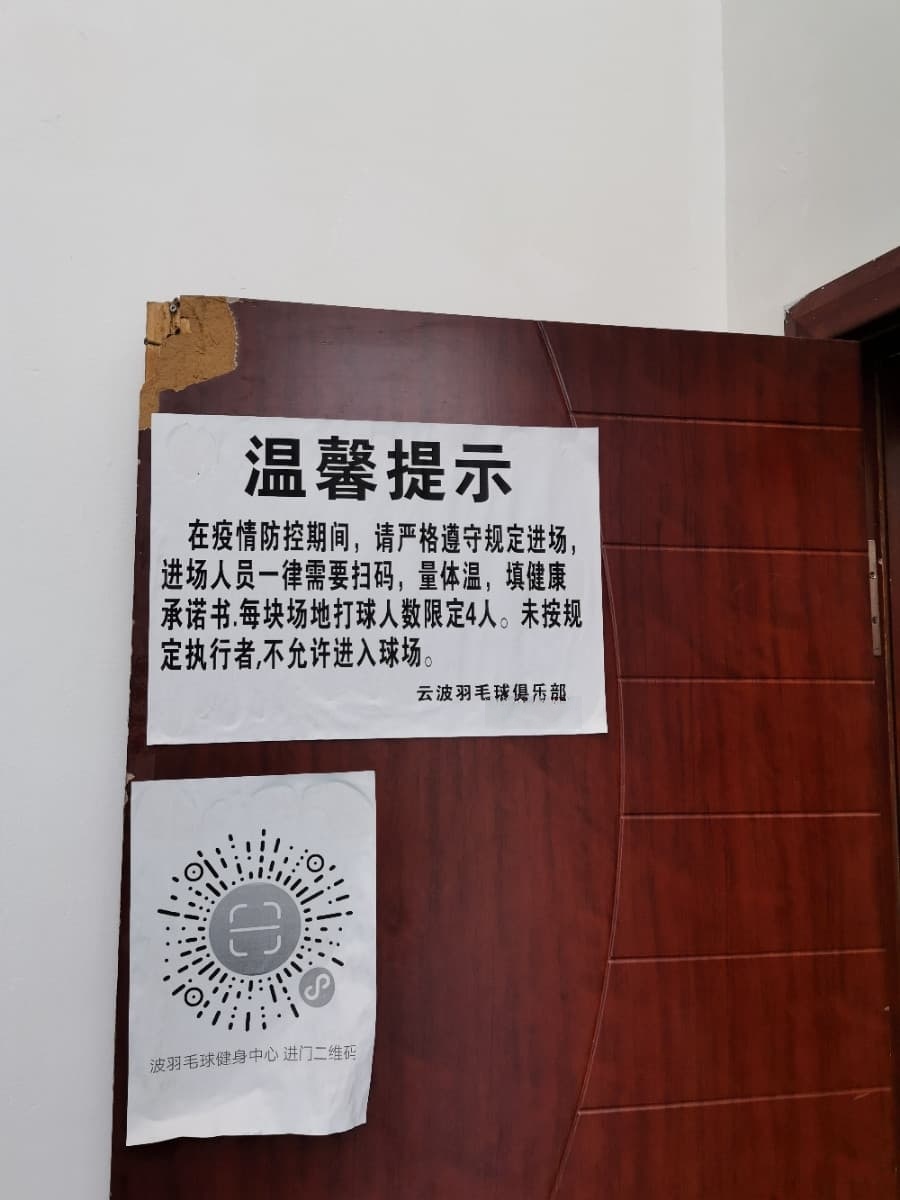 温馨提示
在疫情防控期间，请严格遵守规定进场，
进场人员一律需要扫码，量体温，填健康
承诺书.每块场地打球人数限定4人。未按规
定执行者,不允许进入球场。
云波羽毛球俱乐部
波羽毛球健身中心 进门二维码